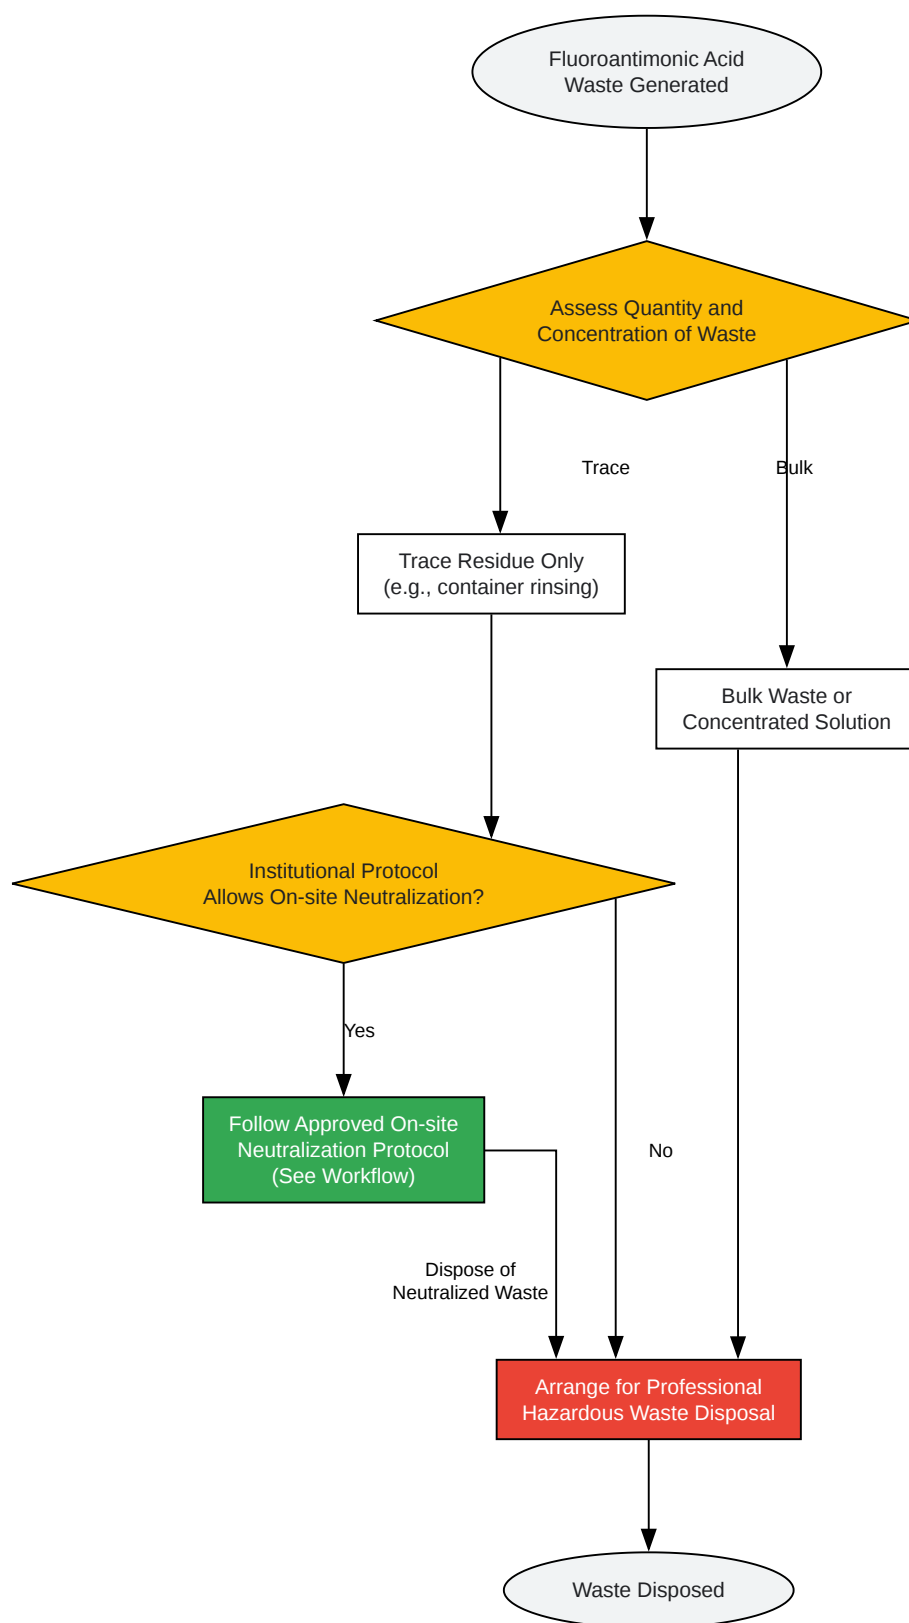 Fluoroantimonic Acid
Waste Generated
Assess Quantity and
Concentration of Waste
Trace
Bulk
Trace Residue Only
(e.g., container rinsing)
Bulk Waste or
Concentrated Solution
Institutional Protocol
Allows On-site Neutralization?
Yes
Follow Approved On-site
Neutralization Protocol
(See Workflow)
No
Dispose of
Neutralized Waste
Arrange for Professional
Hazardous Waste Disposal
Waste Disposed